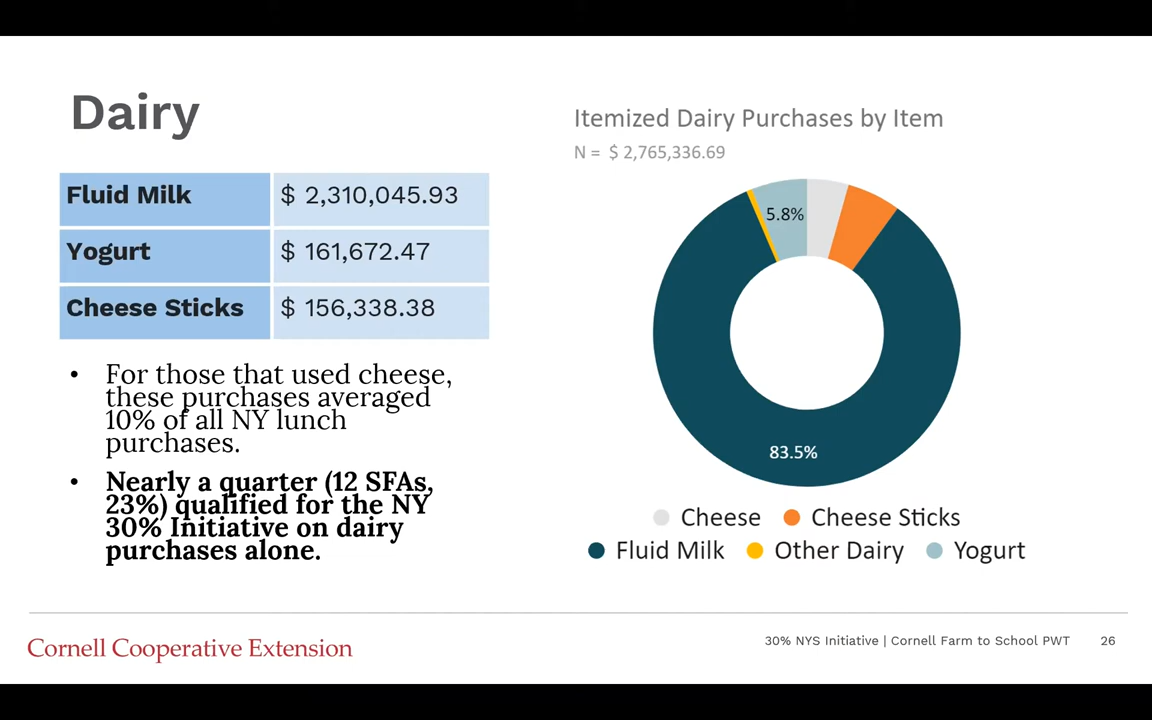 Dairy
Fluid Milk $ 2,310,045.93
Yogurt $ 161,672.47
Cheese Sticks $ 156,338.38
• For those that used cheese,
these purchases averaged
10% of all NY lunch
purchases.
• Nearly a quarter (12 SFAs,
23%) qualified for the NY
30% Initiative on dairy
purchases alone.
Itemized Dairy Purchases by Item
N = $ 2,765,336.69
5.8%
83.5%
Cheese Cheese Sticks
Fluid Milk Other Dairy Yogurt
Cornell Cooperative Extension
30% NYS Initiative | Cornell Farm to School PWT 26